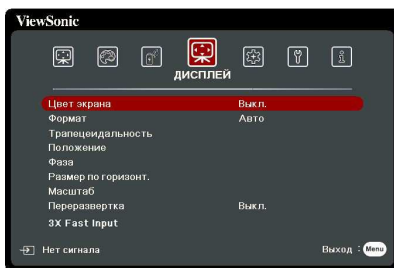 ViewSonic
ДИСПЛЕЙ
Цвет экрана Выкл.
Формат Авто
Трапецеидальность
Положение
Фаза
Размер по горизонт.
Масштаб
Переразвертка Выкл.
3X Fast Input
Нет сигнала Выход : Menu